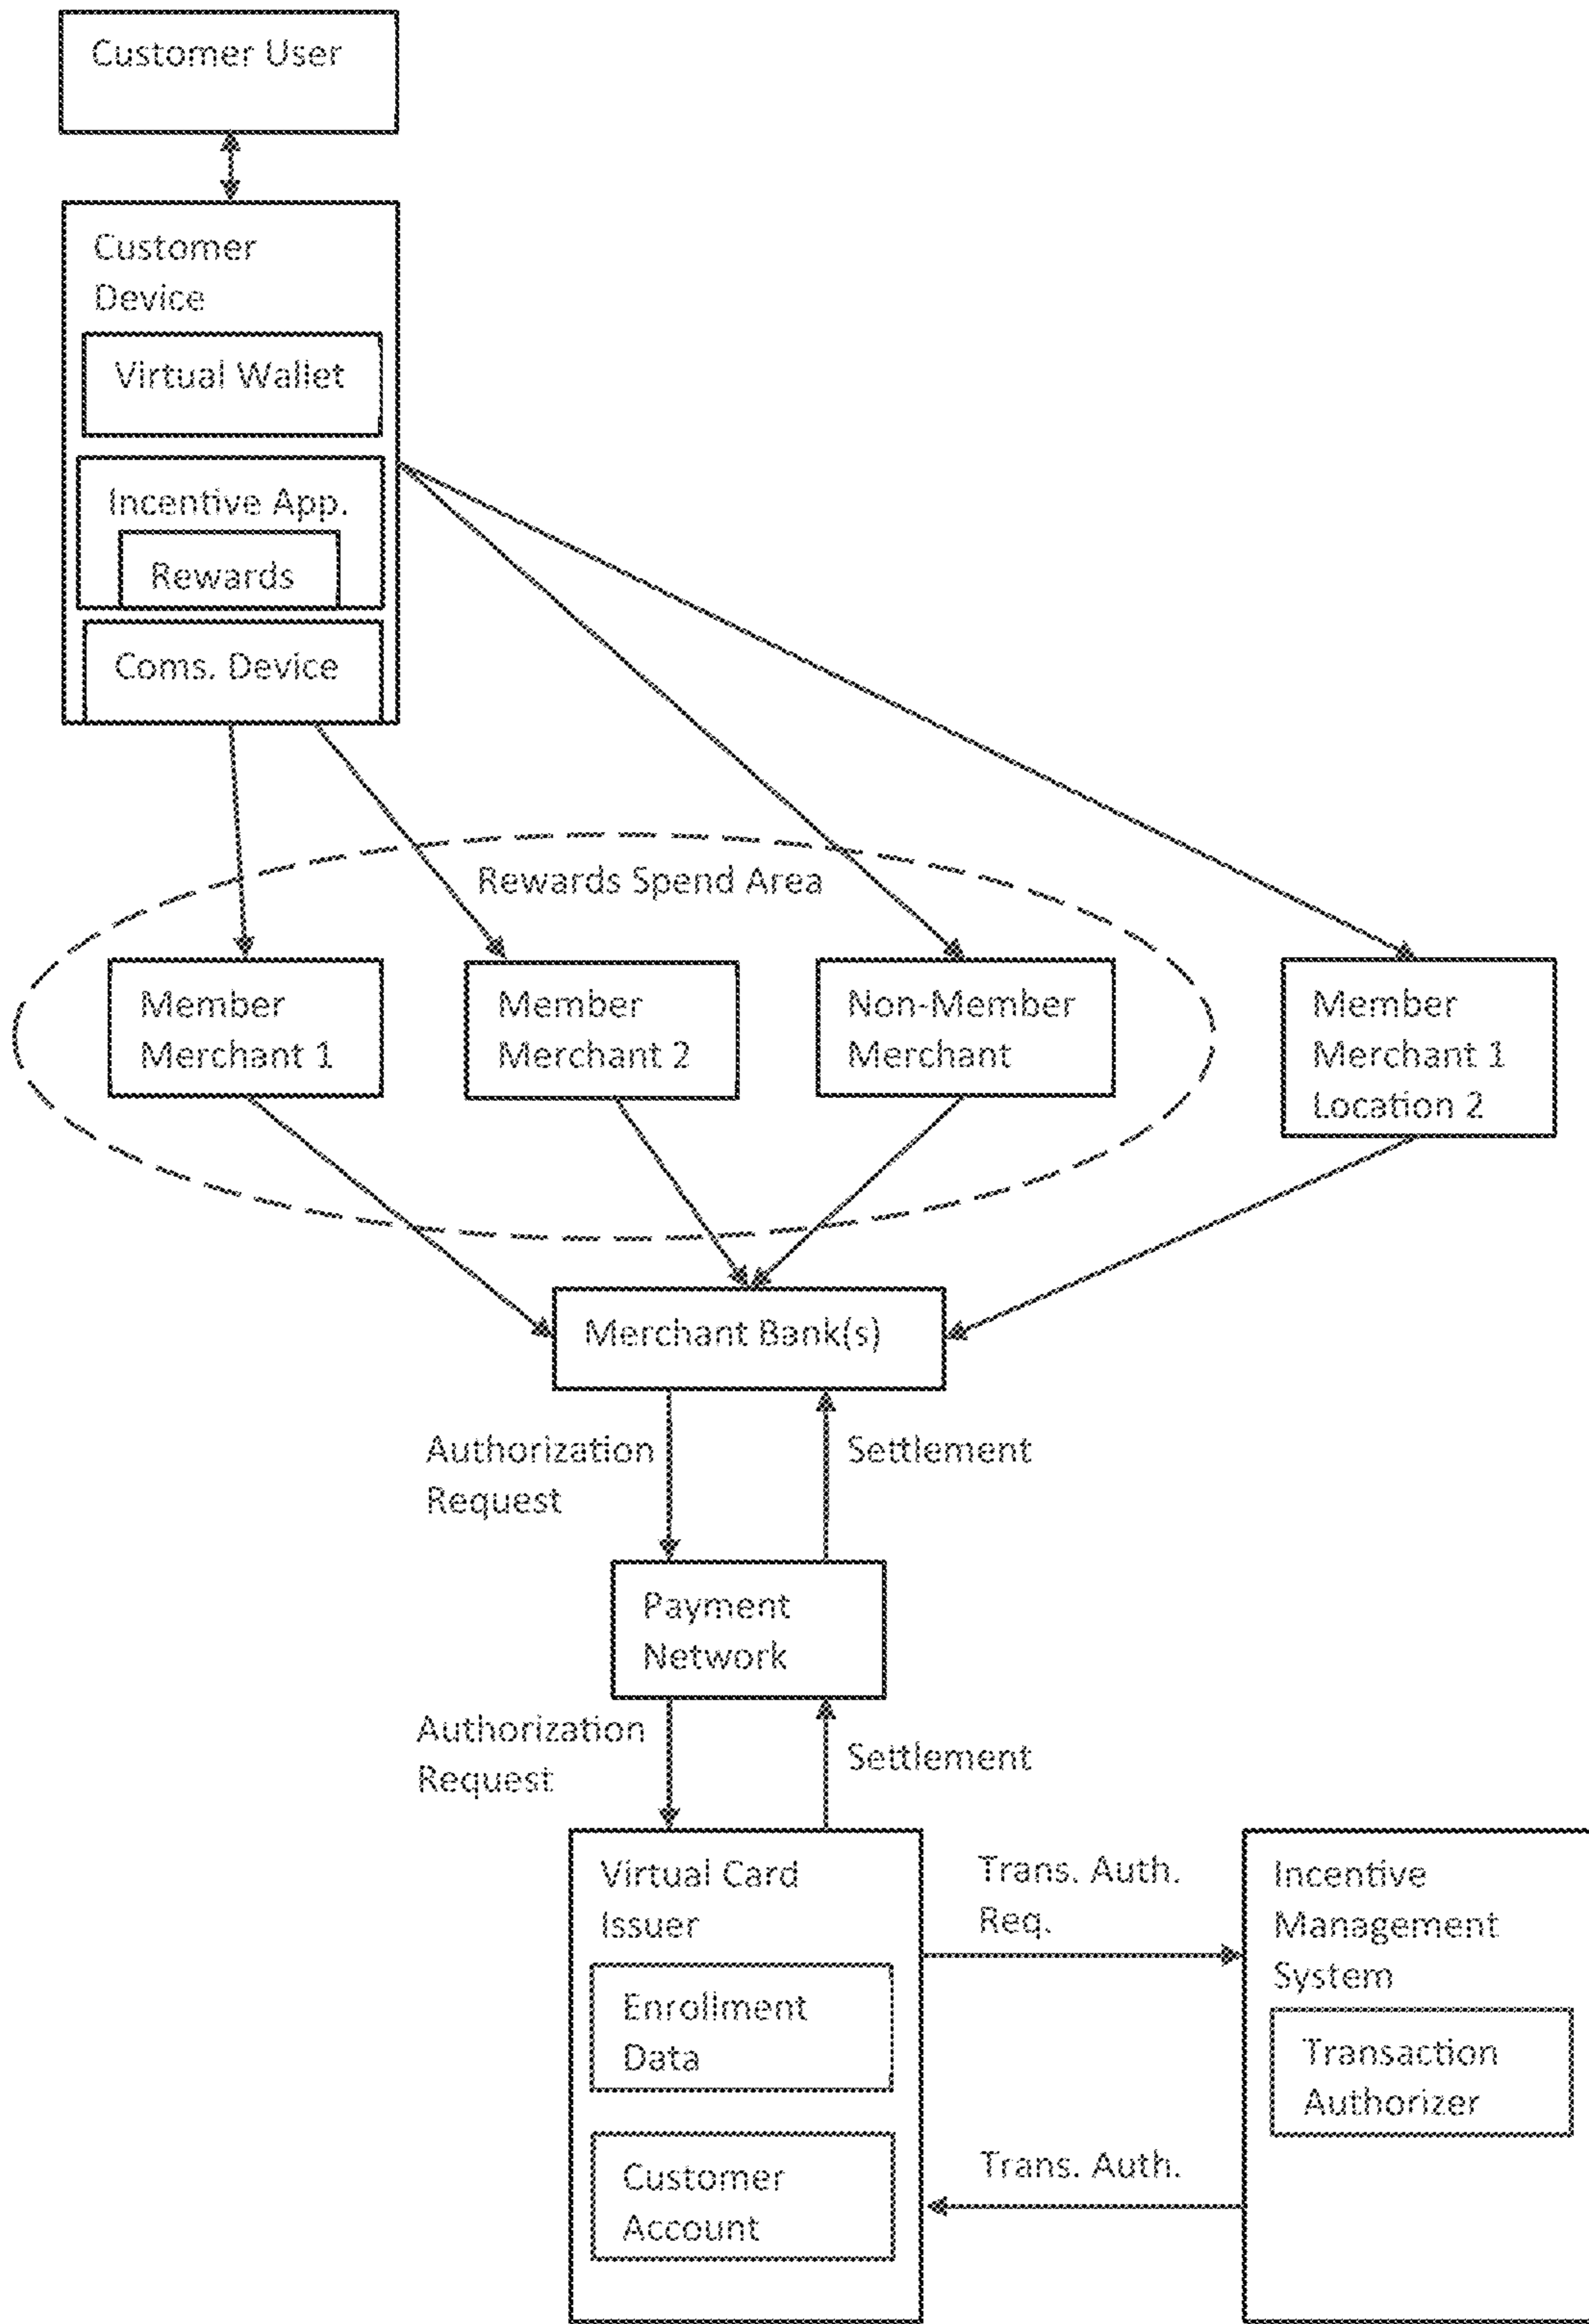 Customer User
Customer
Device
Virtual Wallet
Incentive App.
Rewards
Coms. Device
Rewards Spend Area
Member
Merchant 1
Member
Merchant 2
Non-Member
Merchant
Member
Merchant 1
Location 2
Merchant Bank(s)
Authorization
Request
Settlement
Payment
Network
Authorization
Request
Settlement
Virtual Card
Issuer
Enrollment
Data
Customer
Account
Trans. Auth.
Req.
Trans. Auth.
Incentive
Management
System
Transaction
Authorizer